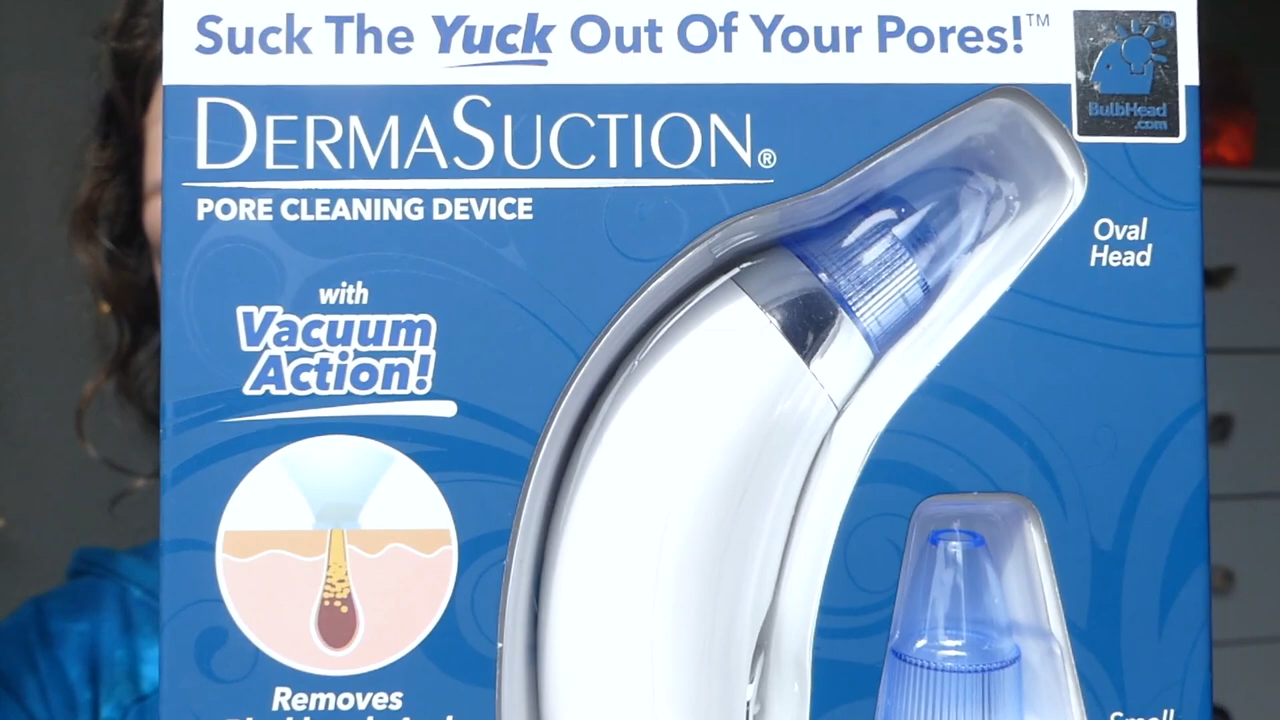 Suck The Yuck Out Of Your Pores!™
BulbHead®
.com
DERMASUCTION®
PORE CLEANING DEVICE
Oval
Head
with
Vacuum
Action!
Removes
Small